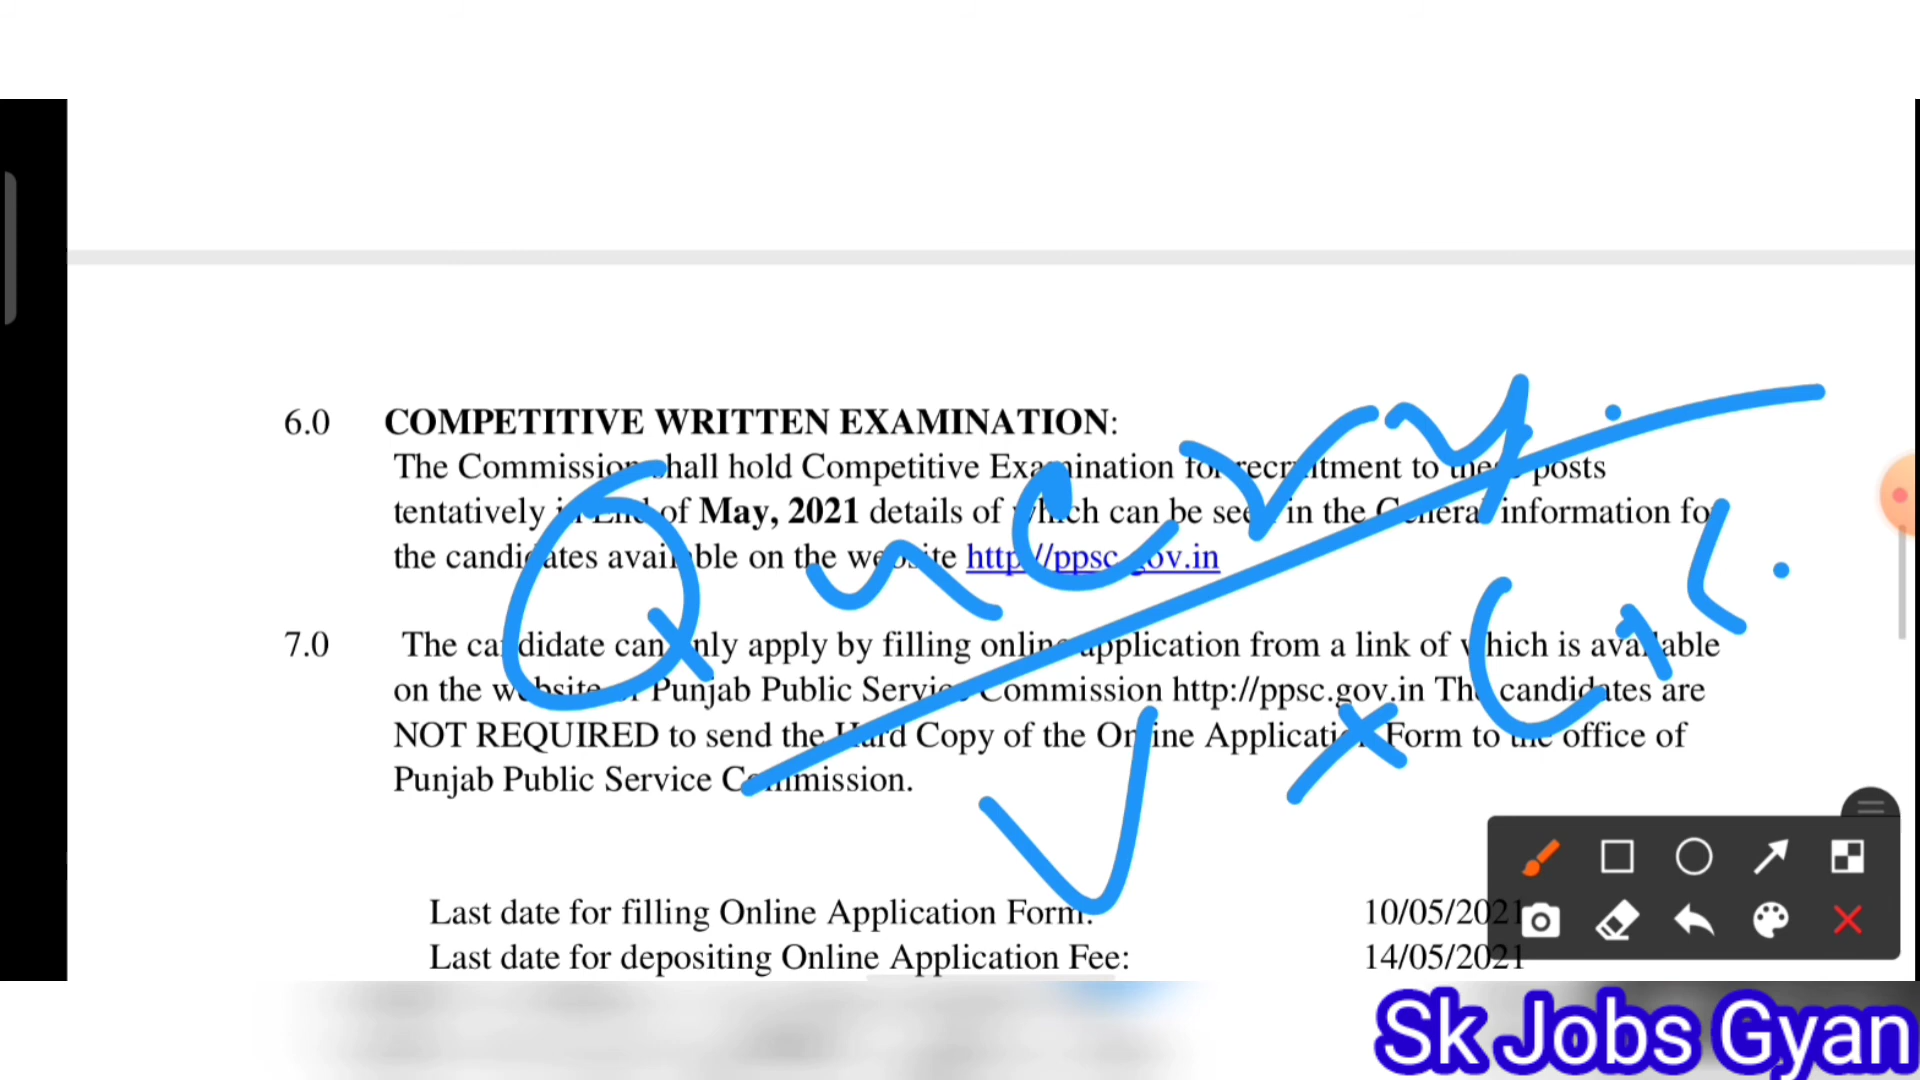 6.0 COMPETITIVE WRITTEN EXAMINATION:
The Commission shall hold Competitive Examination for recruitment to these posts
tentatively in End of May, 2021 details of which can be seen in the General information for
the candidates available on the website http://ppsc.gov.in
7.0 The candidate can only apply by filling online application from a link of which is available
on the website of Punjab Public Service Commission http://ppsc.gov.in The candidates are
NOT REQUIRED to send the Hard Copy of the Online Application Form to the office of
Punjab Public Service Commission.
Query.
Last date for filling Online Application Form: 10/05/2021
Last date for depositing Online Application Fee: 14/05/2021
Sk Jobs Gyan